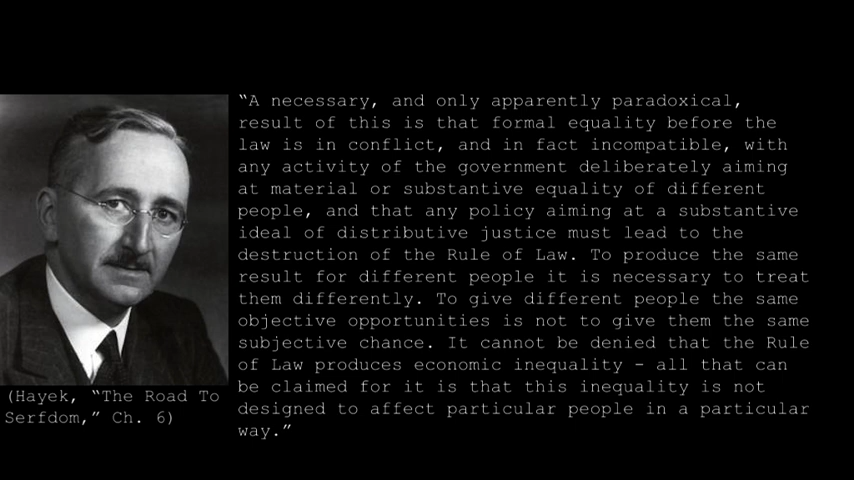 “A necessary, and only apparently paradoxical,
result of this is that formal equality before the
law is in conflict, and in fact incompatible, with
any activity of the government deliberately aiming
at material or substantive equality of different
people, and that any policy aiming at a substantive
ideal of distributive justice must lead to the
destruction of the Rule of Law. To produce the same
result for different people it is necessary to treat
them differently. To give different people the same
objective opportunities is not to give them the same
subjective chance. It cannot be denied that the Rule
of Law produces economic inequality – all that can
be claimed for it is that this inequality is not
designed to affect particular people in a particular
way.”
(Hayek, “The Road To
Serfdom,” Ch. 6)